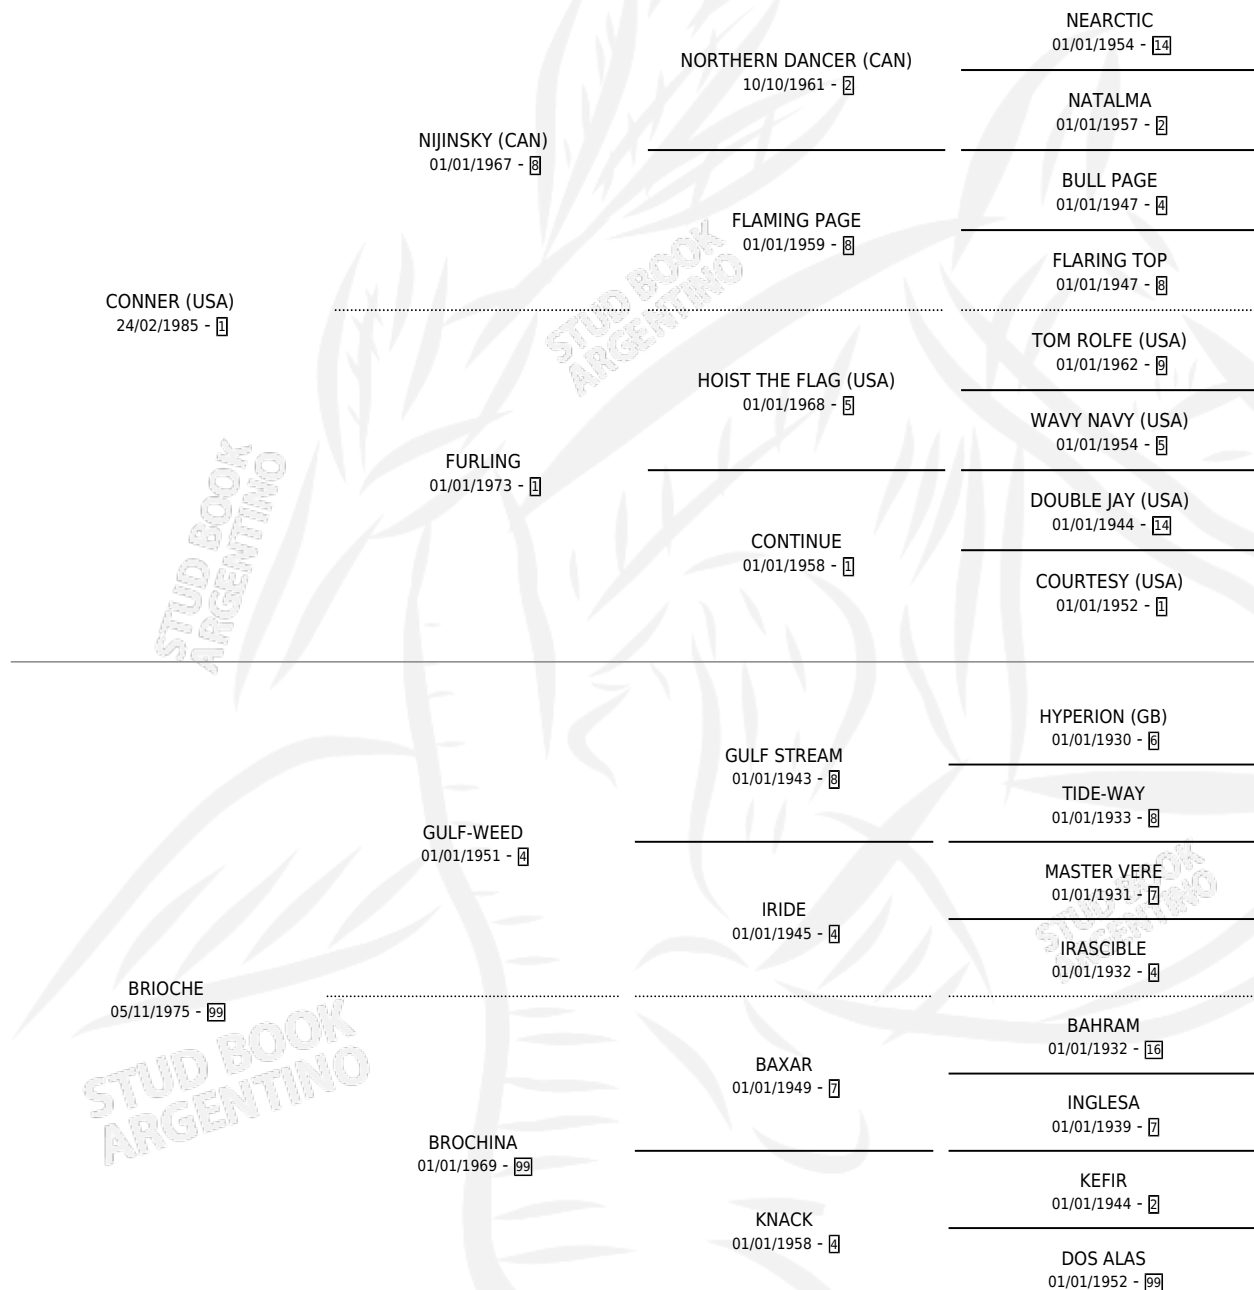 NEARCTIC
01/01/1954 - 14
NORTHERN DANCER (CAN)
10/10/1961 - 2
NATALMA
01/01/1957 - 2
NIJINSKY (CAN)
01/01/1967 - 8
BULL PAGE
01/01/1947 - 4
FLAMING PAGE
01/01/1959 - 8
FLARING TOP
01/01/1947 - 8
CONNER (USA)
24/02/1985 - 1
STUD BOOK
ARGENTINO
TOM ROLFE (USA)
01/01/1962 - 9
HOIST THE FLAG (USA)
01/01/1968 - 5
WAVY NAVY (USA)
01/01/1954 - 5
FURLING
01/01/1973 - 1
DOUBLE JAY (USA)
01/01/1944 - 14
CONTINUE
01/01/1958 - 1
COURTESY (USA)
01/01/1952 - 1
STUD BOOK
ARGENTINO
HYPERION (GB)
01/01/1930 - 6
GULF STREAM
01/01/1943 - 8
TIDE-WAY
01/01/1933 - 8
GULF-WEED
01/01/1951 - 4
MASTER VERE
01/01/1931 - 7
STUD BOOK
ARGENTINO
IRIDE
01/01/1945 - 4
IRASCIBLE
01/01/1932 - 4
BRIOCHE
05/11/1975 - 99
STUD BOOK
ARGENTINO
BAHRAM
01/01/1932 - 16
BAXAR
01/01/1949 - 7
INGLESA
01/01/1939 - 7
BROCHINA
01/01/1969 - 99
KEFIR
01/01/1944 - 2
KNACK
01/01/1958 - 4
DOS ALAS
01/01/1952 - 99